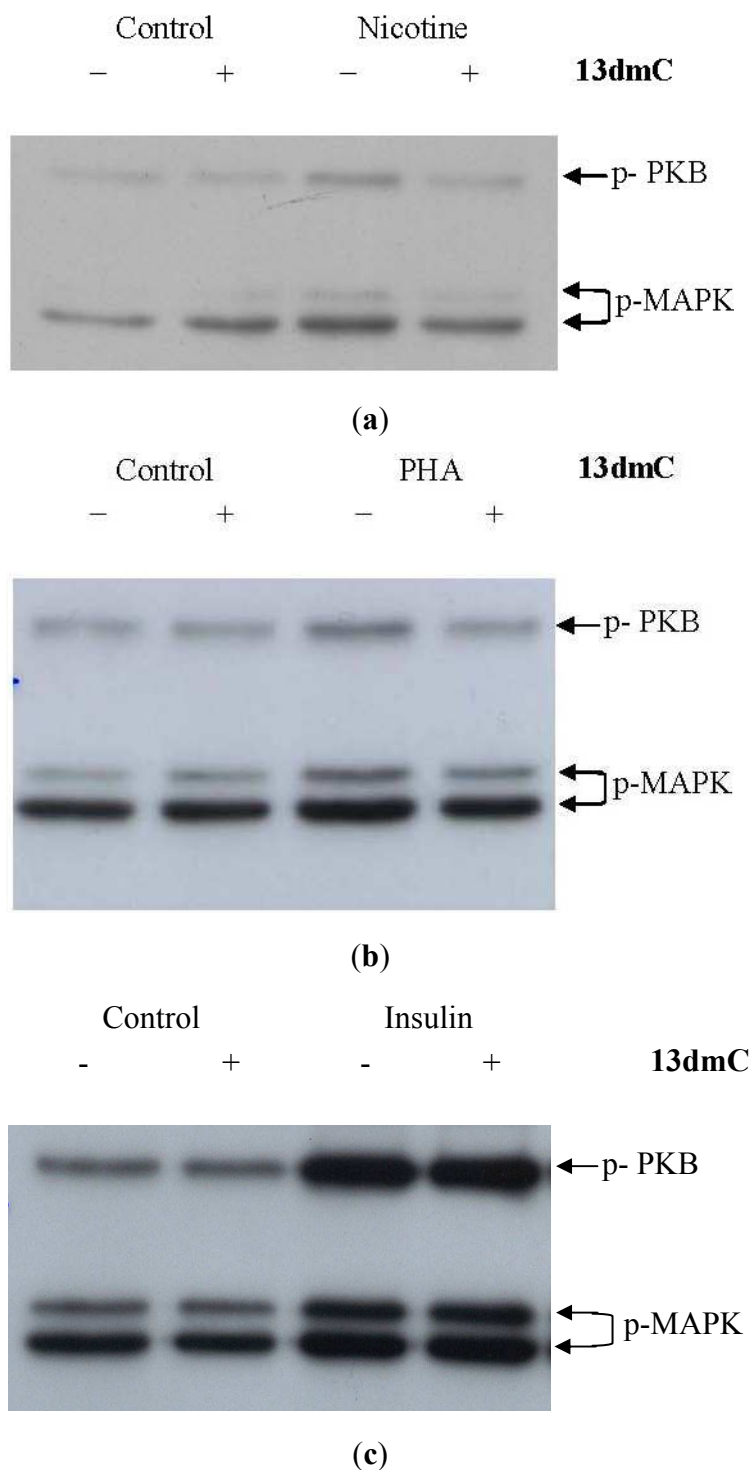 Control Nicotine
− + − + 13dmC
p- PKB
p-MAPK
(a)
Control PHA 13dmC
− + − +
p- PKB
p-MAPK
(b)
Control Insulin
- + - + 13dmC
p- PKB
p-MAPK
(c)